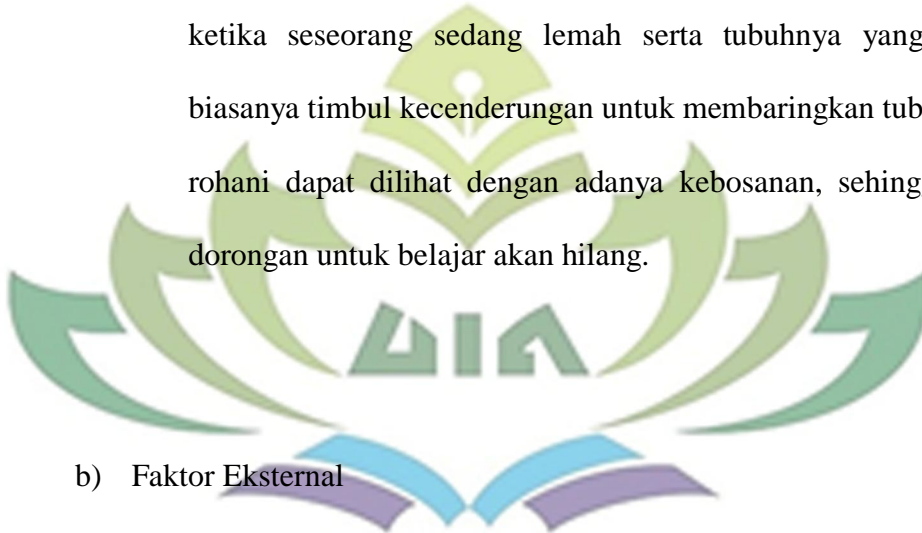 ketika seseorang sedang lemah serta tubuhnya yang
biasanya timbul kecenderungan untuk membaringkan tub
rohani dapat dilihat dengan adanya kebosanan, sehing
dorongan untuk belajar akan hilang.
UIN
b) Faktor Eksternal